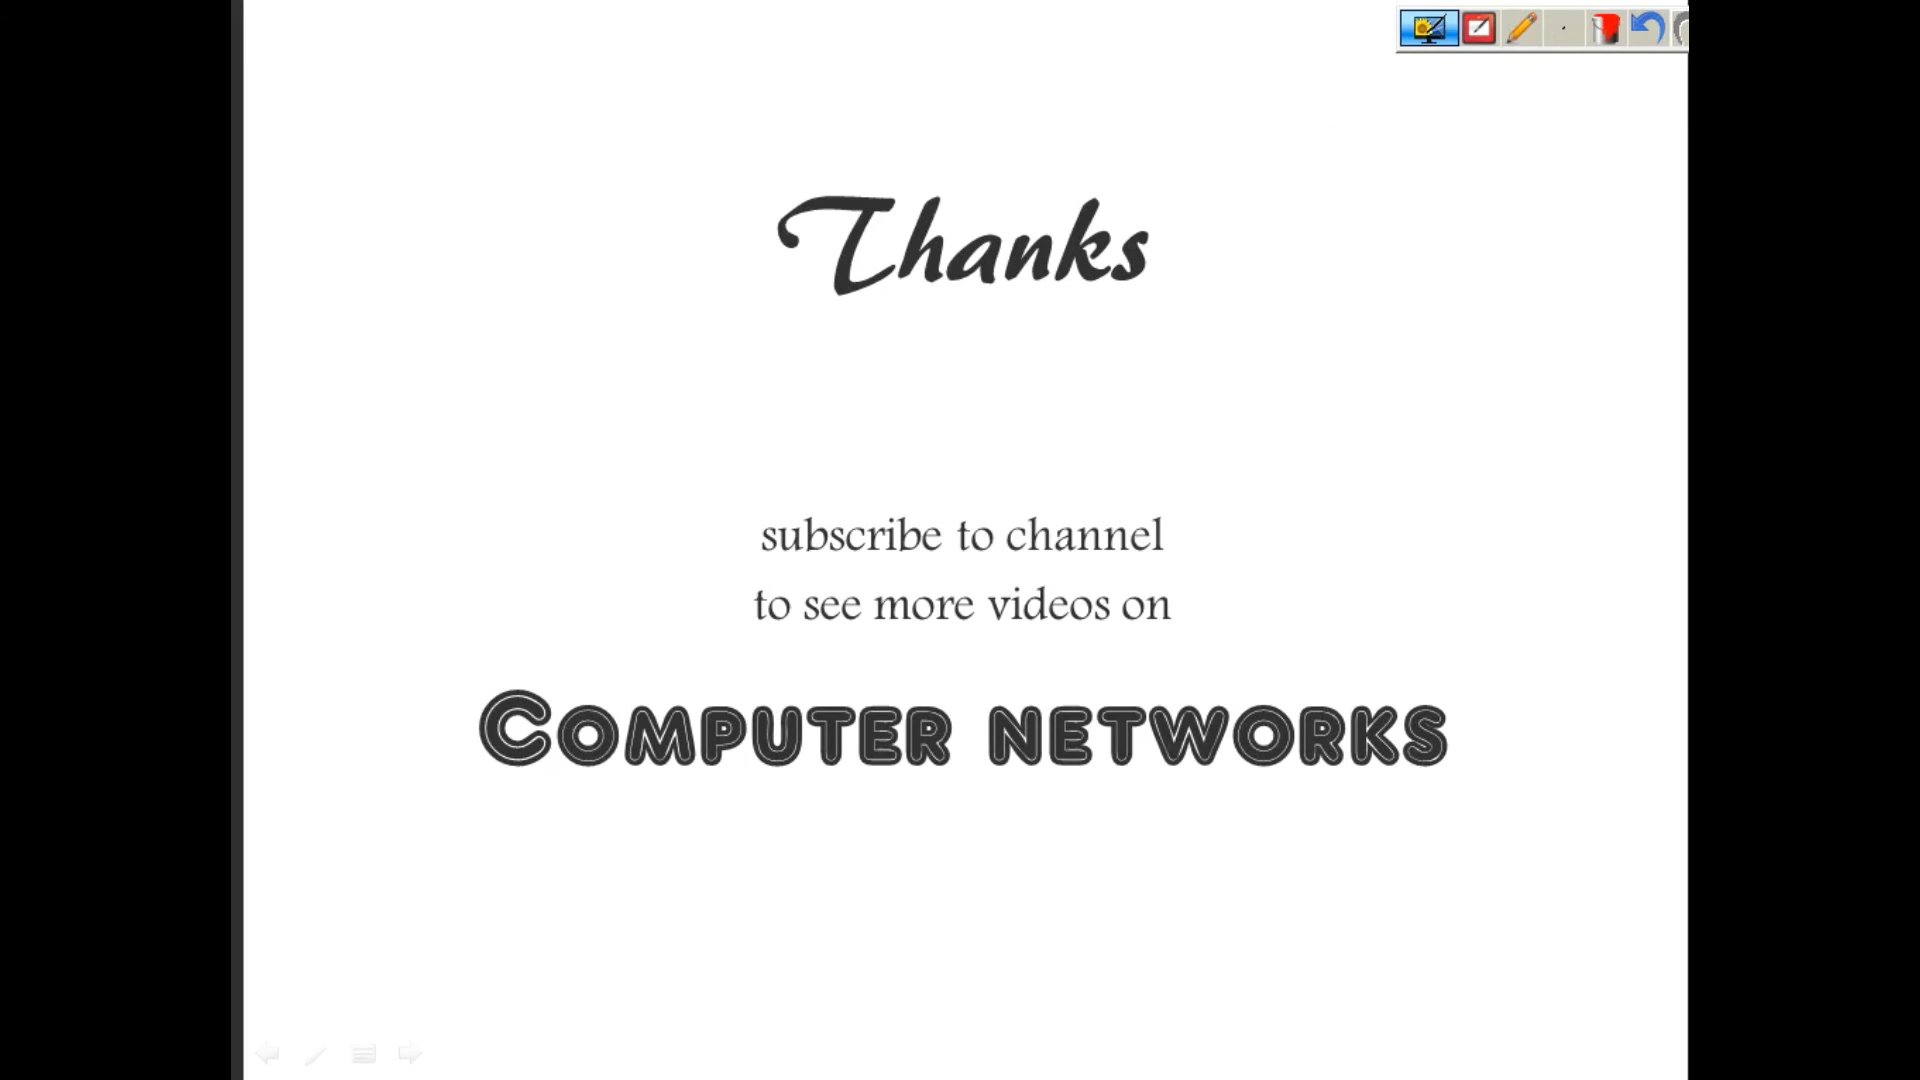 Thanks
subscribe to channel
to see more videos on
Computer networks